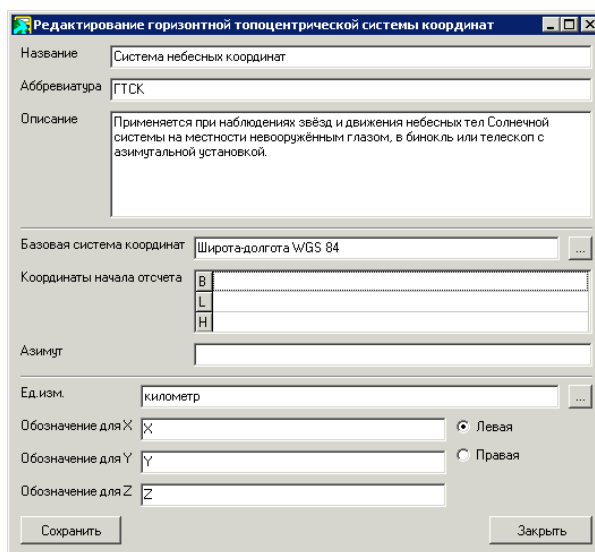 Редактирование горизонтной топоцентрической системы координат
Название
Система небесных координат
Аббревиатура
ГТСК
Описание
Применяется при наблюдениях звёзд и движения небесных тел Солнечной
системы на местности невооружённым глазом, в бинокль или телескоп с
азимутальной установкой.
Базовая система координат
Широта-долгота WGS 84
...
Координаты начала отсчета
B
L
H
Азимут
Ед.изм.
километр
...
Обозначение для X
X
Левая
Обозначение для Y
Y
Правая
Обозначение для Z
Z
Сохранить
Закрыть